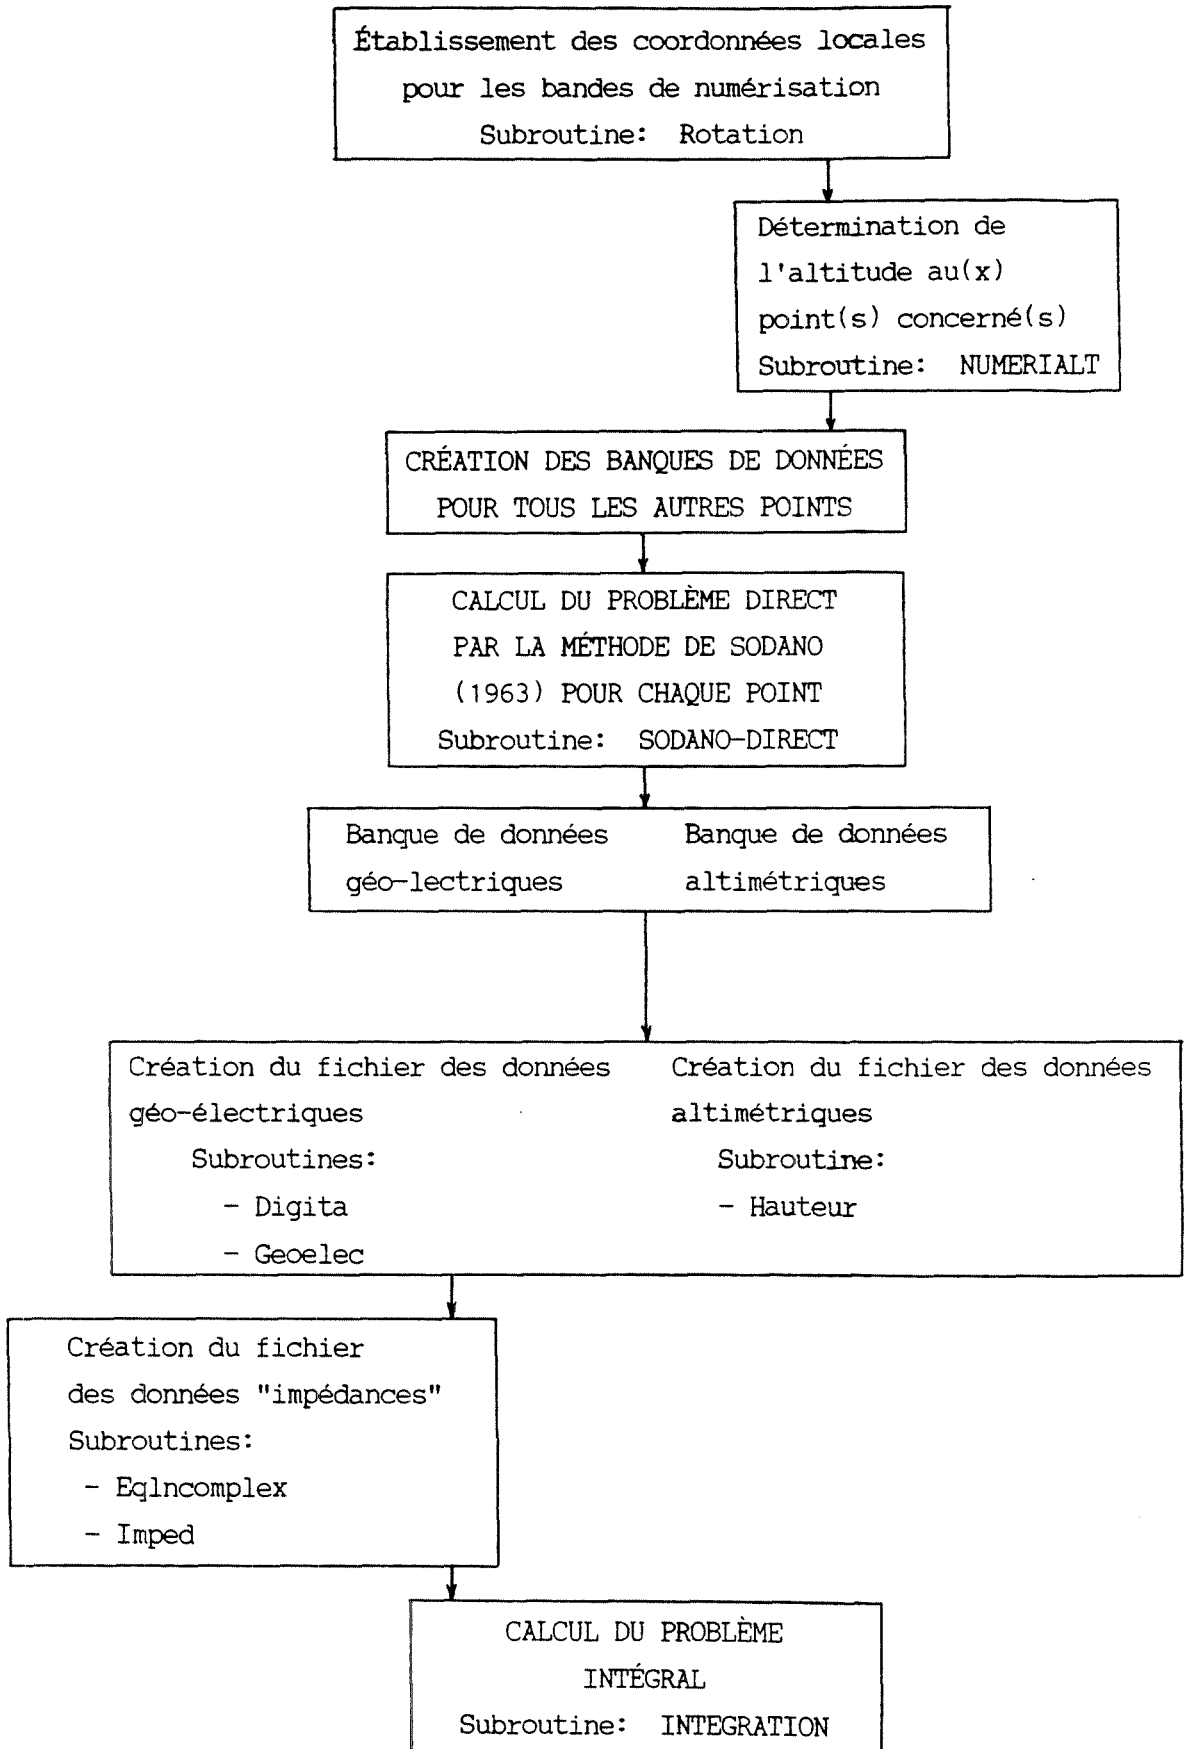 Établissement des coordonnées locales
pour les bandes de numérisation
Subroutine: Rotation
Détermination de
l'altitude au(x)
point(s) concerné(s)
Subroutine: NUMERIALT
CRÉATION DES BANQUES DE DONNÉES
POUR TOUS LES AUTRES POINTS
CALCUL DU PROBLÈME DIRECT
PAR LA MÉTHODE DE SODANO
(1963) POUR CHAQUE POINT
Subroutine: SODANO-DIRECT
Banque de données
géo-lectriques
Banque de données
altimétriques
Création du fichier des données
géo-électriques
Subroutines:
- Digita
- Geoelec
Création du fichier des données
altimétriques
Subroutine:
- Hauteur
Création du fichier
des données "impédances"
Subroutines:
- Eqlncomplex
- Imped
CALCUL DU PROBLÈME
INTÉGRAL
Subroutine: INTEGRATION